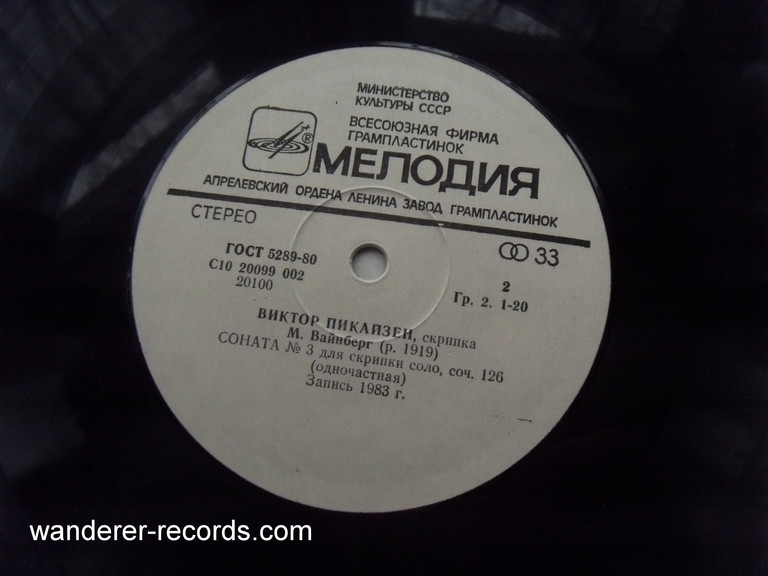 МИНИСТЕРСТВО
КУЛЬТУРЫ СССР
ВСЕСОЮЗНАЯ ФИРМА
ГРАМПЛАСТИНОК
®
МЕЛОДИЯ
АПРЕЛЕВСКИЙ ОРДЕНА ЛЕНИНА ЗАВОД ГРАМПЛАСТИНОК
СТЕРЕО
33
ГОСТ 5289-80
С10 20099 002
20100
2
Гр. 2. 1-20
ВИКТОР ПИКАЙЗЕН, скрипка
М. Вайнберг (р. 1919)
СОНАТА № 3 для скрипки соло, соч. 126
(одночастная)
Запись 1983 г.
wanderer-records.com